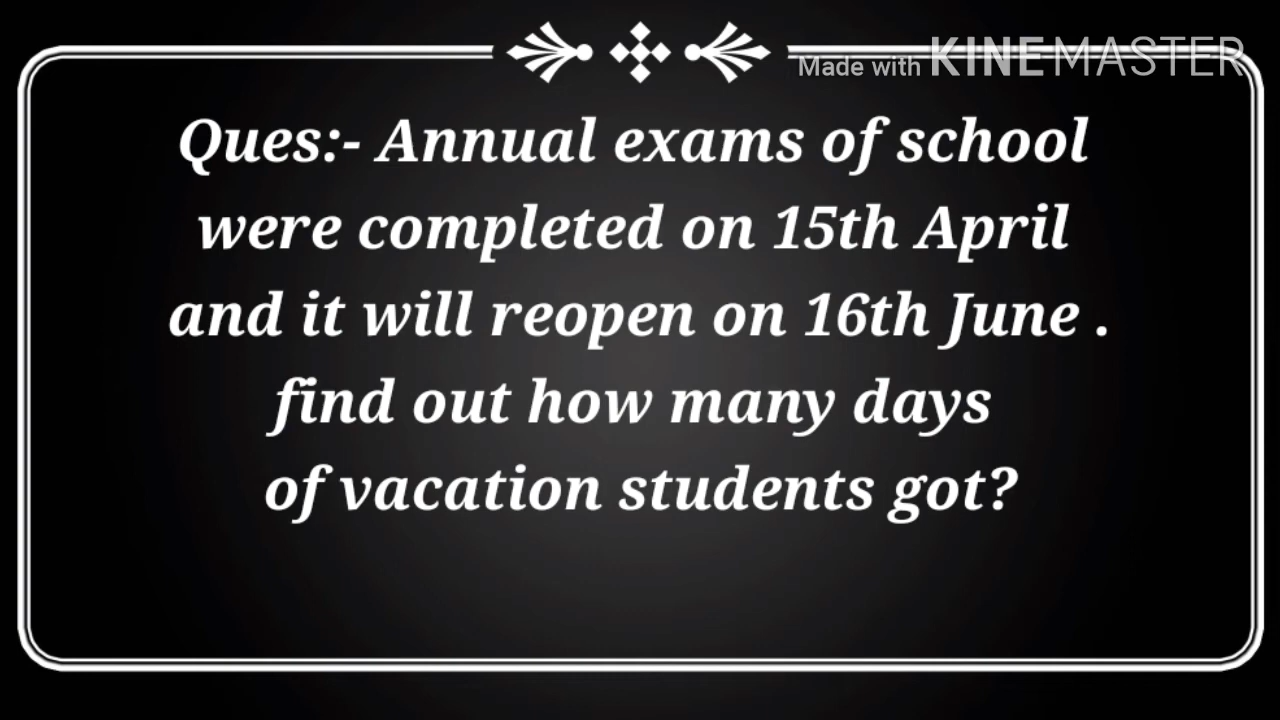 Made with KINEMASTER
Ques:- Annual exams of school
were completed on 15th April
and it will reopen on 16th June .
find out how many days
of vacation students got?